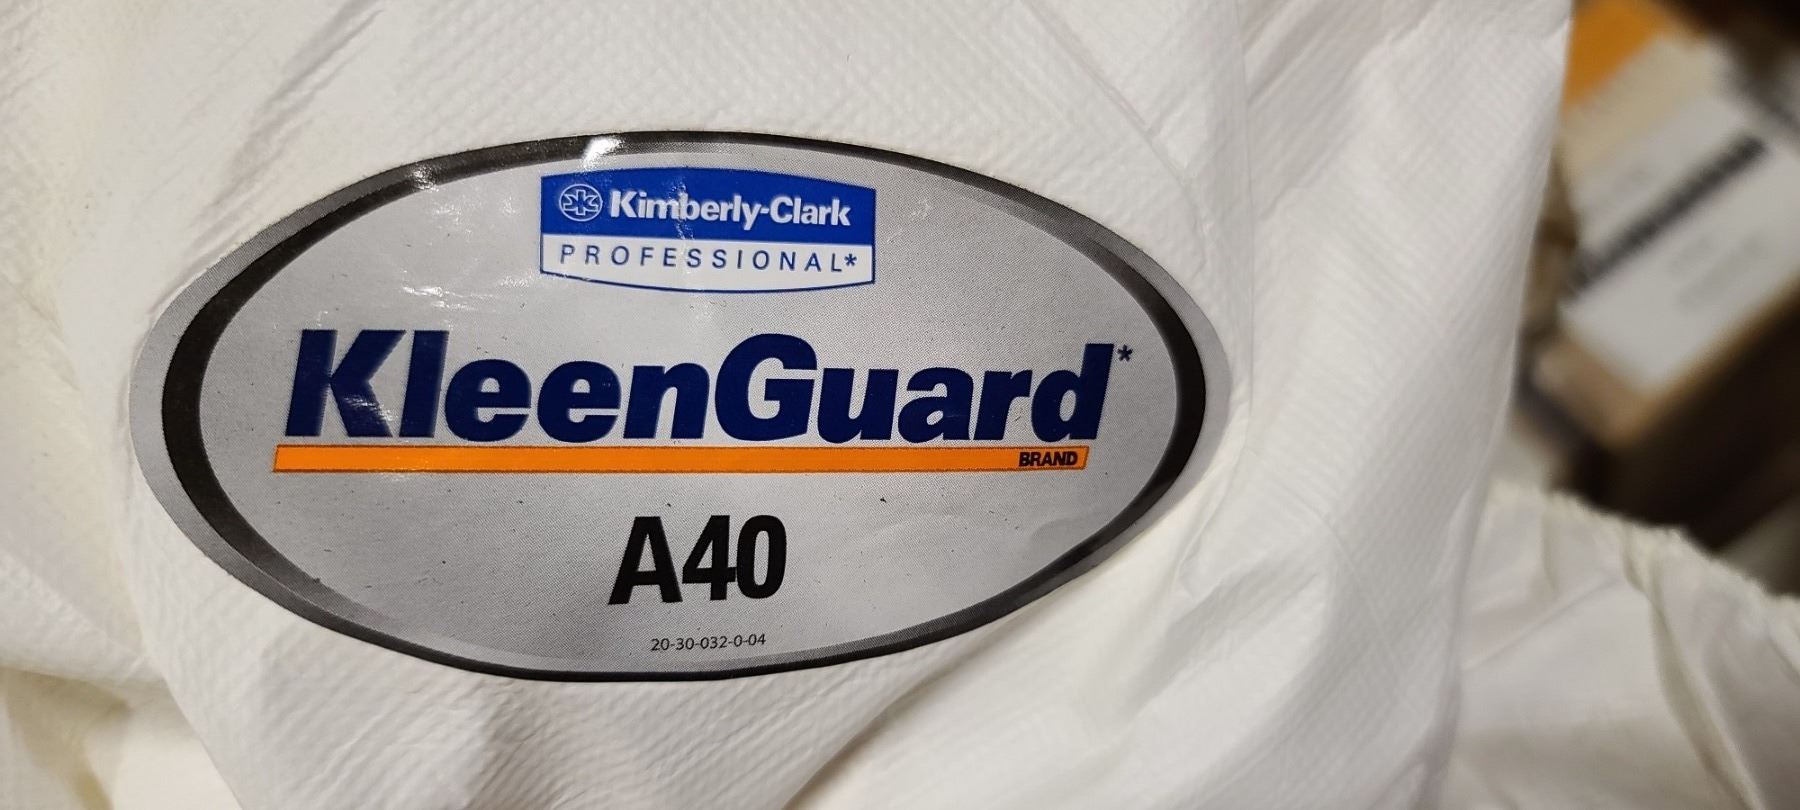 Kimberly-Clark
PROFESSIONAL*
KleenGuard*
BRAND
A40
20-30-032-0-04